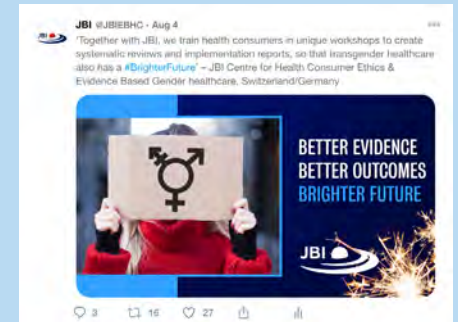 JBI @JBIEBHC · Aug 4
'Together with JBI, we train health consumers in unique workshops to create
systematic reviews and implementation reports, so that transgender healthcare
also has a #BrighterFuture' – JBI Centre for Health Consumer Ethics &
Evidence Based Gender healthcare, Switzerland/Germany
BETTER EVIDENCE
BETTER OUTCOMES
BRIGHTER FUTURE
JBI
3 16 27